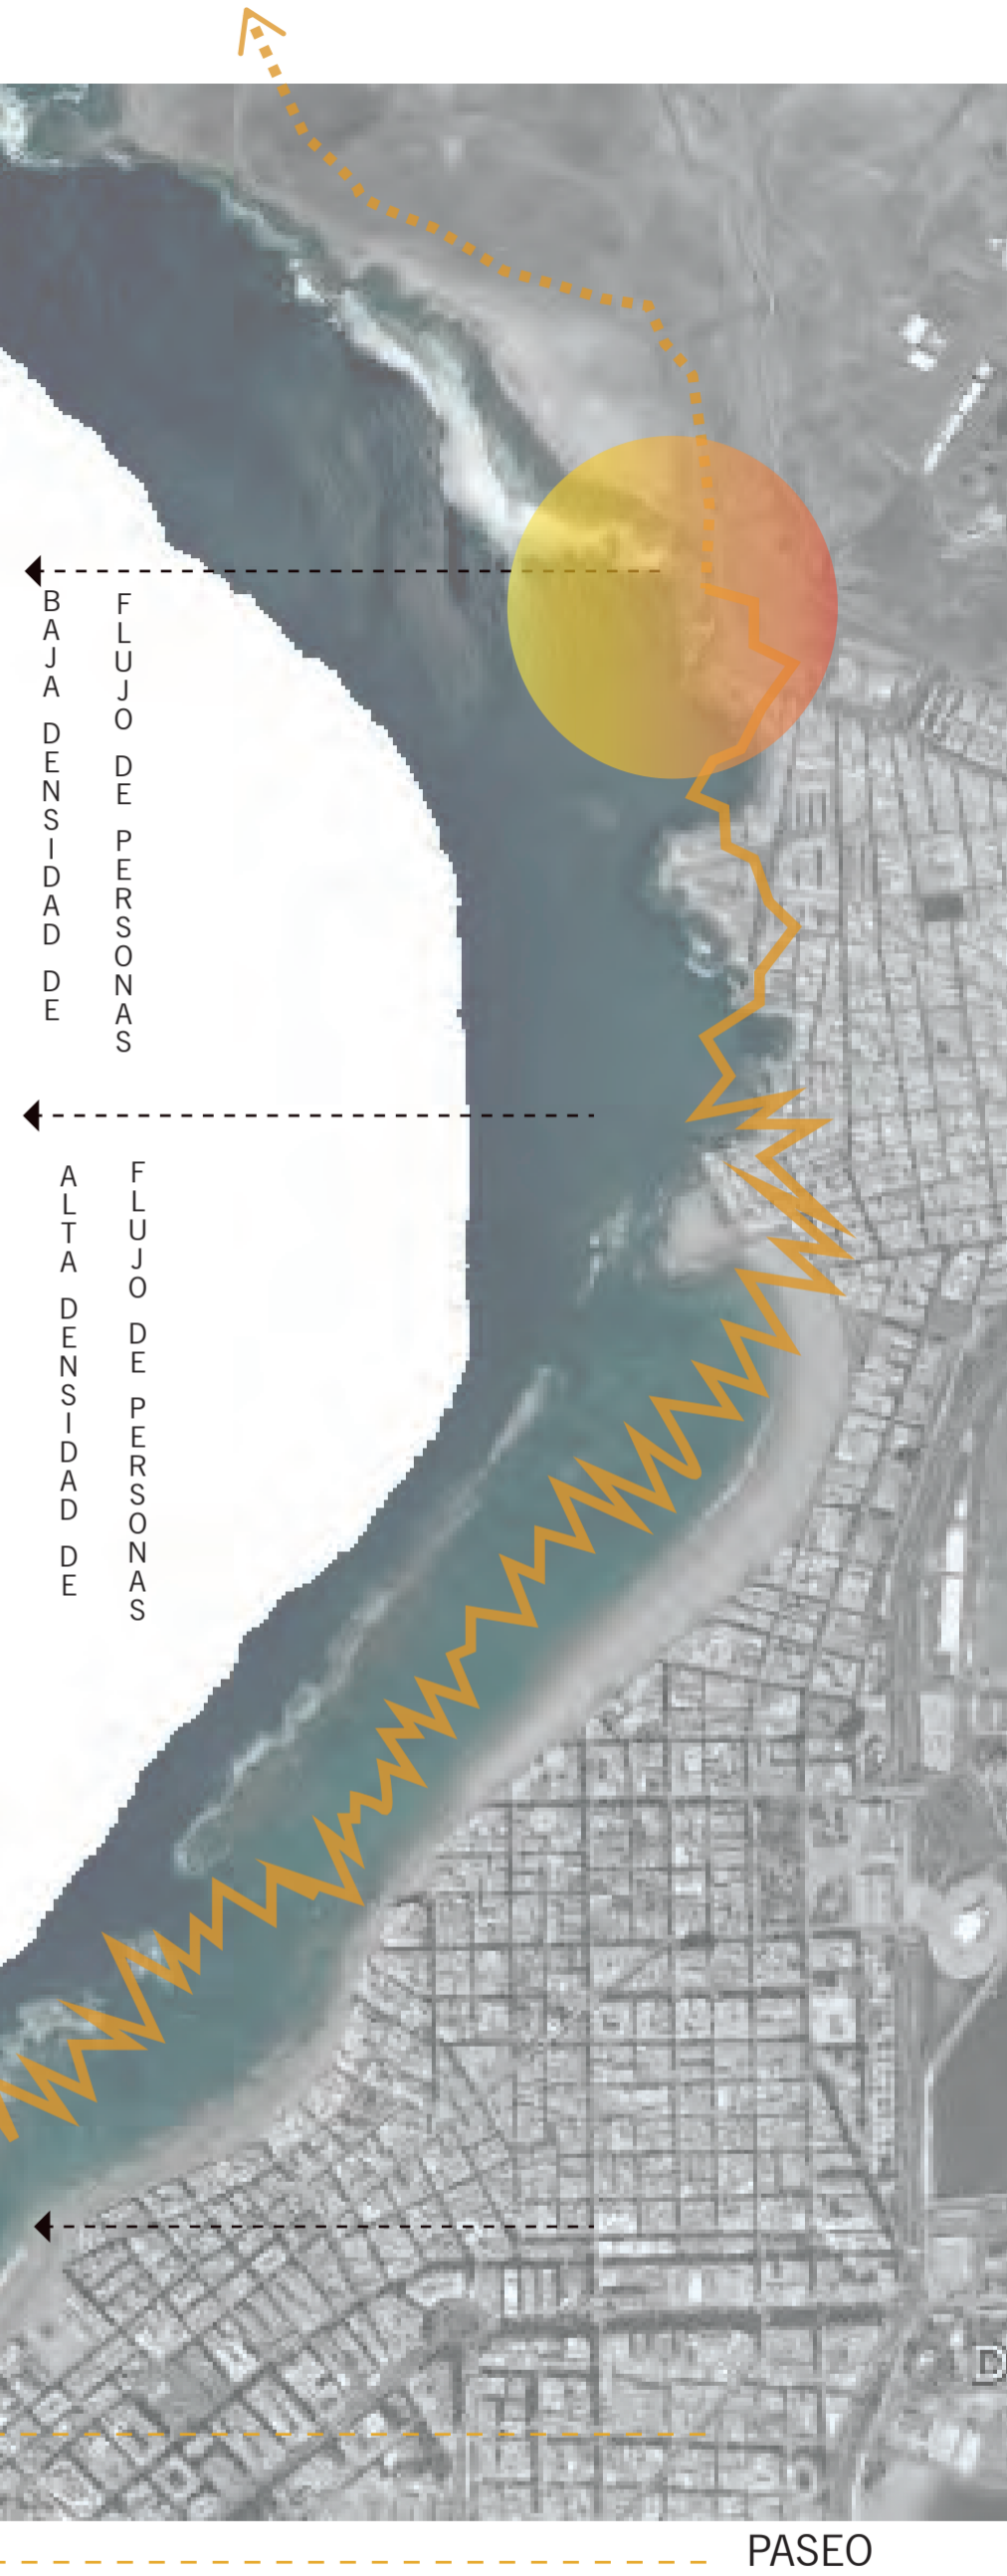 BAJA DENSIDAD DE
FLUJO DE PERSONAS
ALTA DENSIDAD DE
FLUJO DE PERSONAS
D
PASEO